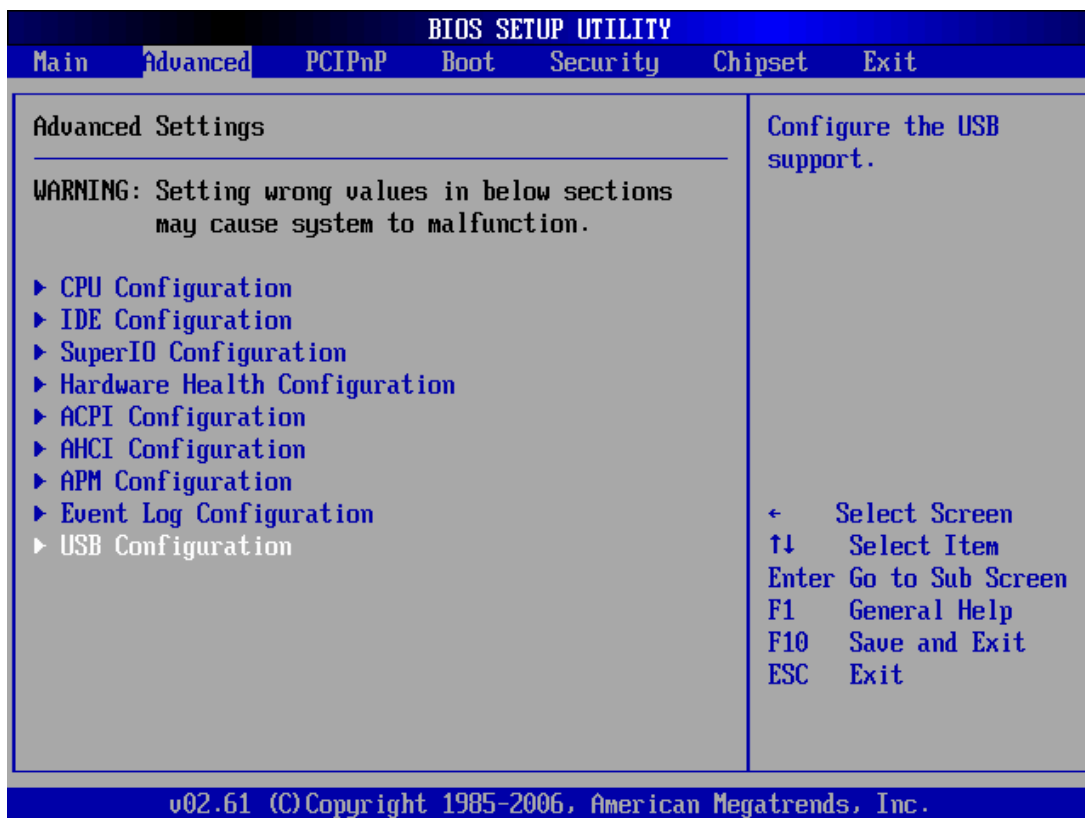 BIOS SETUP UTILITY
Main Advanced PCIPnP Boot Security Chipset Exit
Advanced Settings
WARNING: Setting wrong values in below sections
may cause system to malfunction.
CPU Configuration
IDE Configuration
SuperIO Configuration
Hardware Health Configuration
ACPI Configuration
AHCI Configuration
APM Configuration
Event Log Configuration
USB Configuration
Configure the USB
support.
← Select Screen
↑↓ Select Item
Enter Go to Sub Screen
F1 General Help
F10 Save and Exit
ESC Exit
v02.61 (C)Copyright 1985-2006, American Megatrends, Inc.